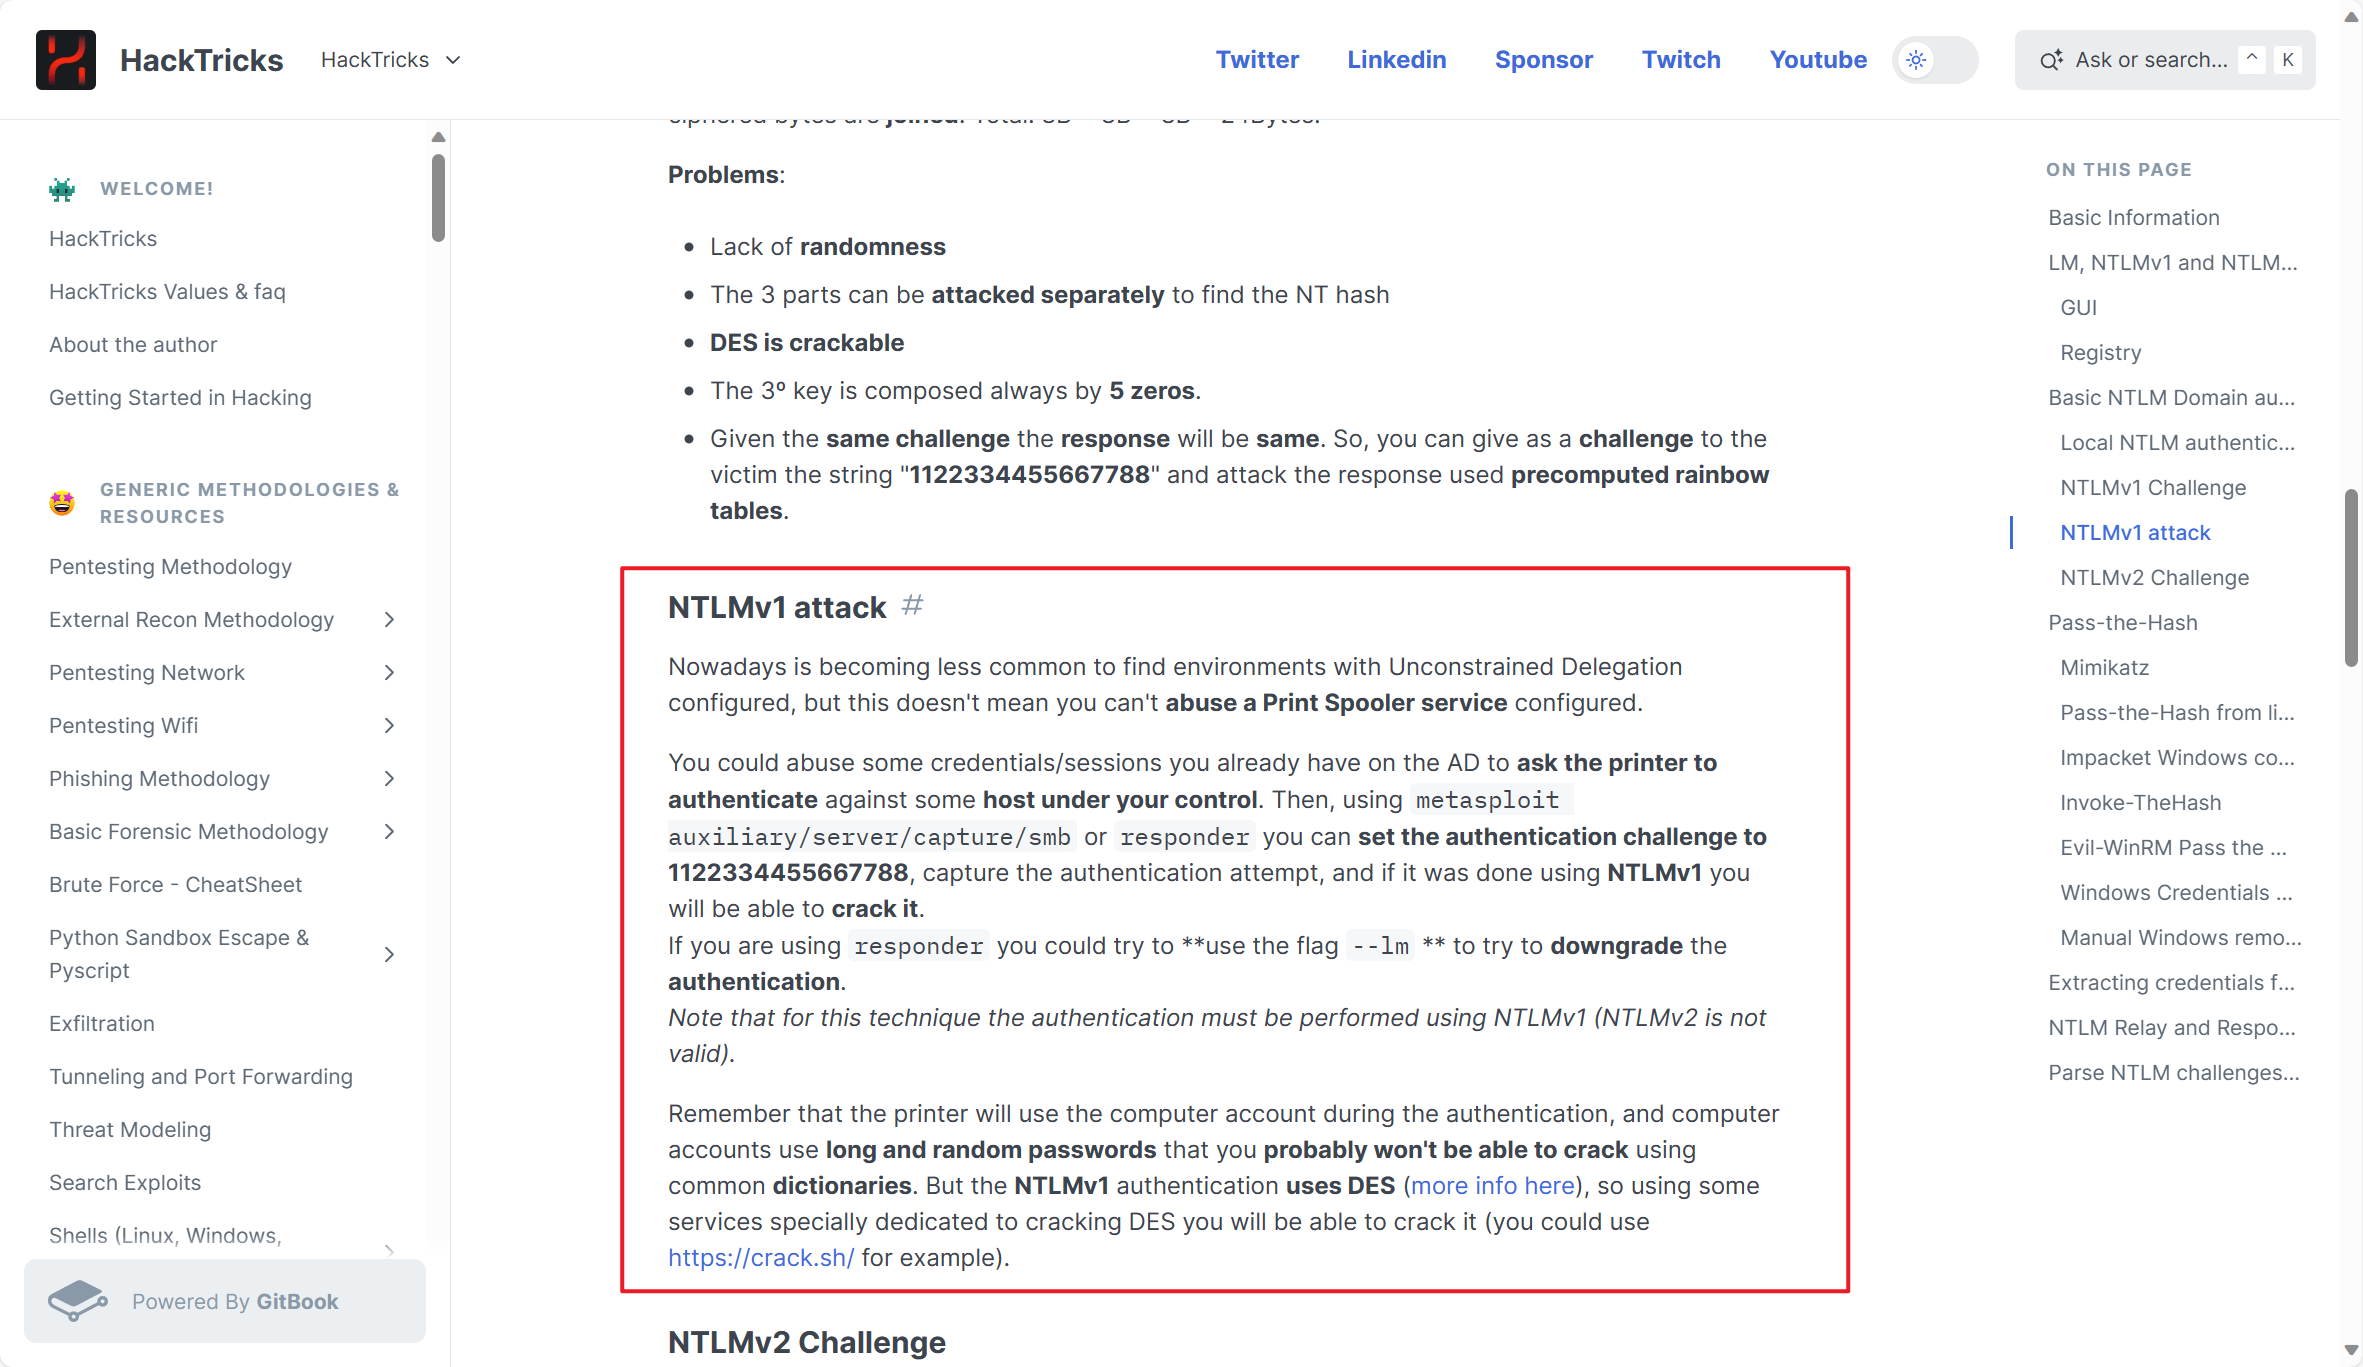 HackTricks
HackTricks
Twitter
Linkedin
Sponsor
Twitch
Youtube
Ask or search...
^
K
WELCOME!
HackTricks
HackTricks Values & faq
About the author
Getting Started in Hacking
GENERIC METHODOLOGIES &
RESOURCES
Pentesting Methodology
External Recon Methodology
Pentesting Network
Pentesting Wifi
Phishing Methodology
Basic Forensic Methodology
Brute Force - CheatSheet
Python Sandbox Escape &
Pyscript
Exfiltration
Tunneling and Port Forwarding
Threat Modeling
Search Exploits
Shells (Linux, Windows,
Powered By GitBook
Problems:
Lack of randomness
The 3 parts can be attacked separately to find the NT hash
DES is crackable
The 3º key is composed always by 5 zeros.
Given the same challenge the response will be same. So, you can give as a challenge to the
victim the string "1122334455667788" and attack the response used precomputed rainbow
tables.
NTLMv1 attack #
Nowadays is becoming less common to find environments with Unconstrained Delegation
configured, but this doesn't mean you can't abuse a Print Spooler service configured.
You could abuse some credentials/sessions you already have on the AD to ask the printer to
authenticate against some host under your control. Then, using metasploit
auxiliary/server/capture/smb or responder you can set the authentication challenge to
1122334455667788, capture the authentication attempt, and if it was done using NTLMv1 you
will be able to crack it.
If you are using responder you could try to **use the flag --lm ** to try to downgrade the
authentication.
Note that for this technique the authentication must be performed using NTLMv1 (NTLMv2 is not
valid).
Remember that the printer will use the computer account during the authentication, and computer
accounts use long and random passwords that you probably won't be able to crack using
common dictionaries. But the NTLMv1 authentication uses DES (more info here), so using some
services specially dedicated to cracking DES you will be able to crack it (you could use
https://crack.sh/ for example).
NTLMv2 Challenge
ON THIS PAGE
Basic Information
LM, NTLMv1 and NTLM...
GUI
Registry
Basic NTLM Domain au...
Local NTLM authentic...
NTLMv1 Challenge
NTLMv1 attack
NTLMv2 Challenge
Pass-the-Hash
Mimikatz
Pass-the-Hash from li...
Impacket Windows co...
Invoke-TheHash
Evil-WinRM Pass the ...
Windows Credentials ...
Manual Windows remo...
Extracting credentials f...
NTLM Relay and Respo...
Parse NTLM challenges...